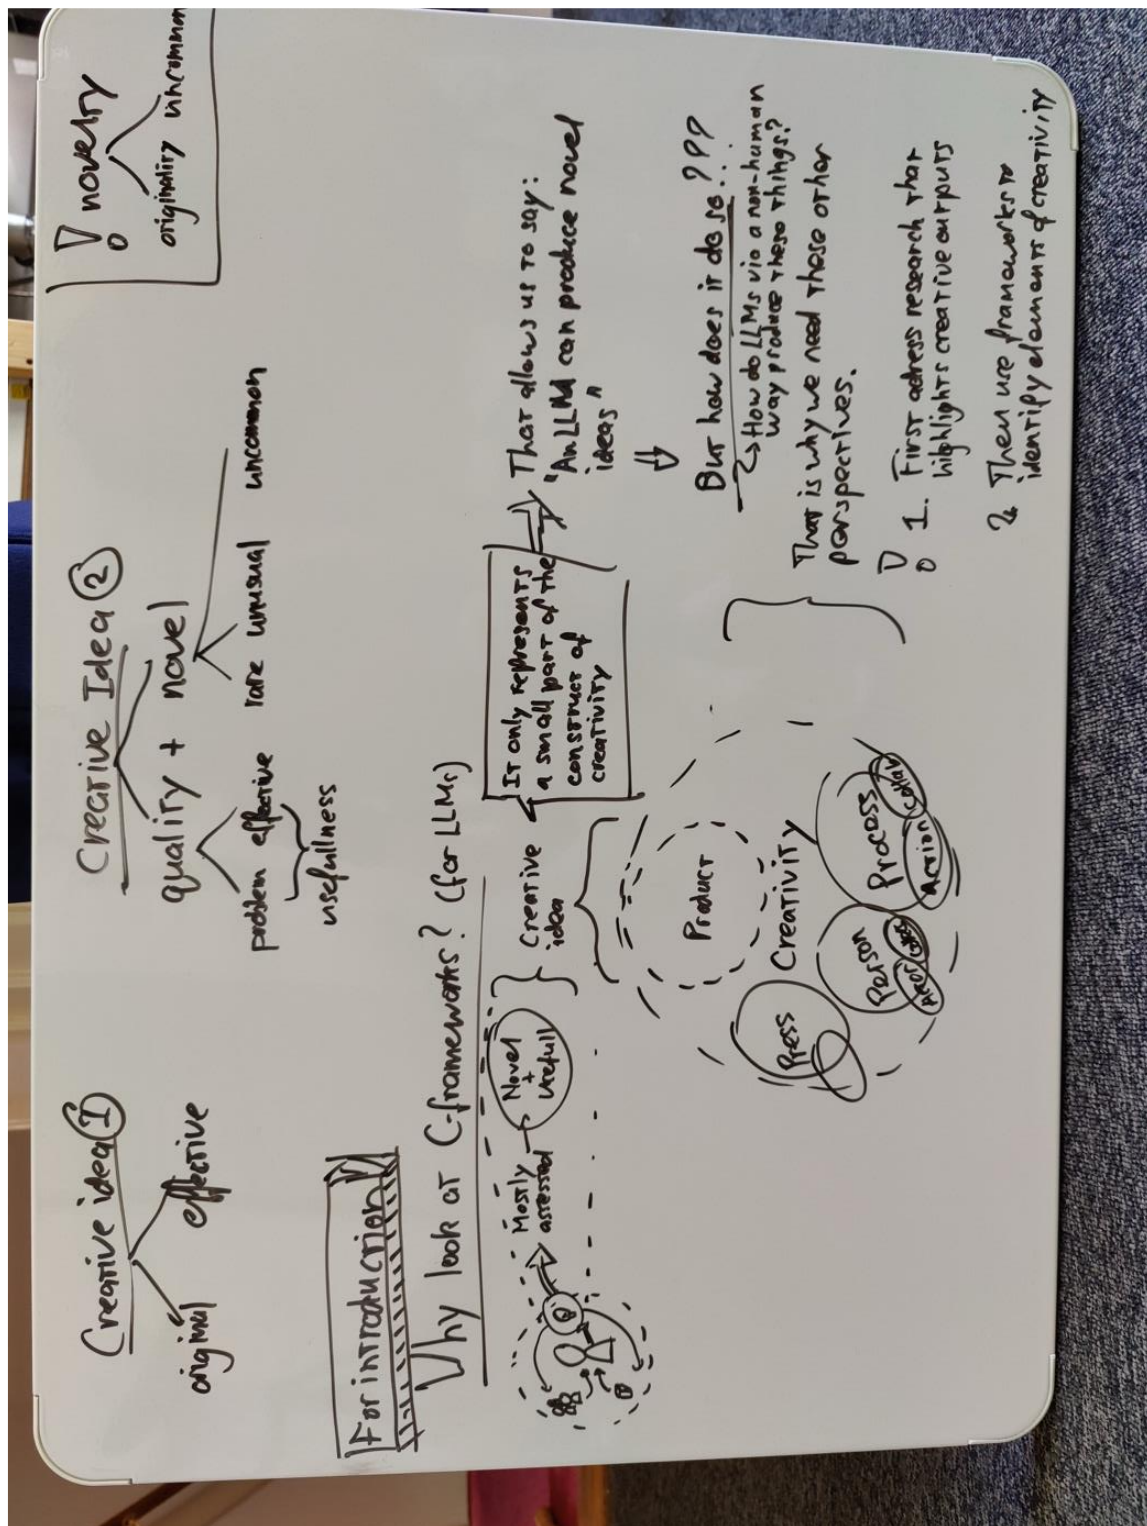 Creative idea 1
original effective
Creative Idea 2
quality + novel
problem effective rare unusual uncommon
usefullness
novelty
originality uncommon
For introduction
Why look at C-frameworks? (for LLMs)
Mostly
assessed
Novel
+
Usefull
Creative
idea
It only represents
a small part of the
construct of
creativity
That allows us to say:
"An LLM can produce novel
ideas"
But how does it do so???
How do LLMs via a non-human
way produce these things?
That is why we need these other
perspectives.
1. First adress research that
highlights creative outputs
2. Then use frameworks to
identify elements of creativity
Product
Creativity
Press
Person
Actor
Process
Action